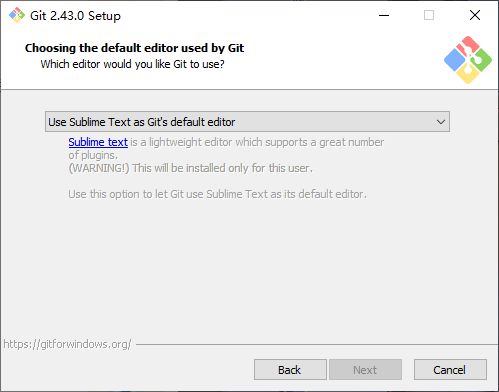 Git 2.43.0 Setup
Choosing the default editor used by Git
Which editor would you like Git to use?
Use Sublime Text as Git's default editor
Sublime text is a lightweight editor which supports a great number
of plugins.
(WARNING!) This will be installed only for this user.
Use this option to let Git use Sublime Text as its default editor.
https://gitforwindows.org/
Back
Next
Cancel